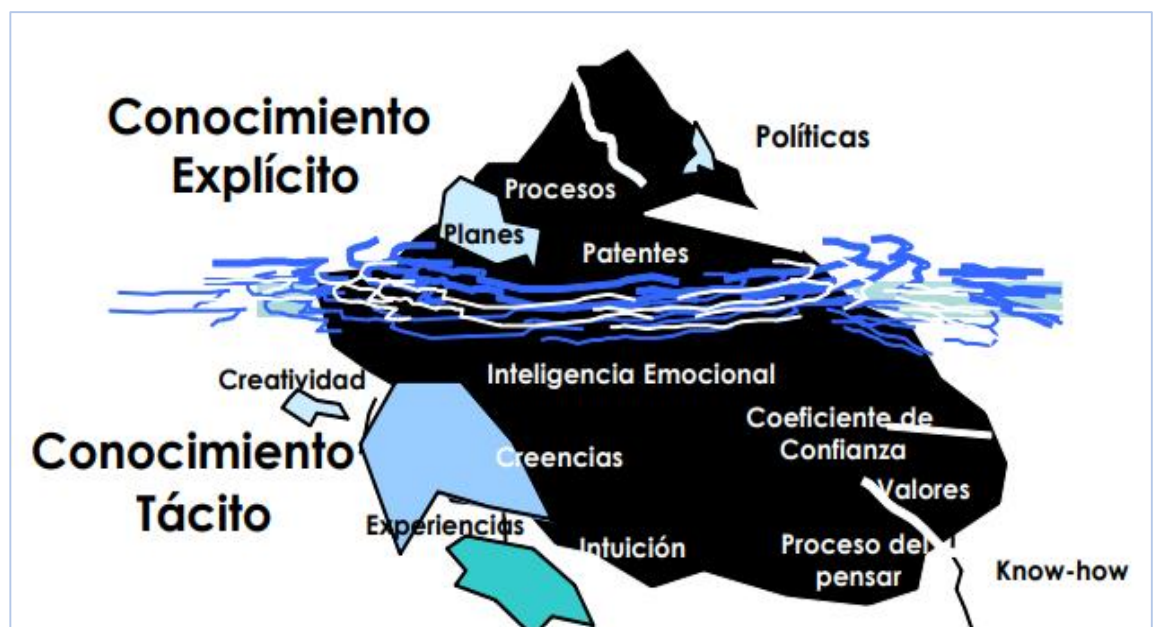 Conocimiento
Explícito
Políticas
Procesos
Planes
Patentes
Creatividad
Inteligencia Emocional
Coeficiente de
Confianza
Conocimiento
Tácito
Creencias
Valores
Experiencias
Intuición
Proceso del
pensar
Know-how